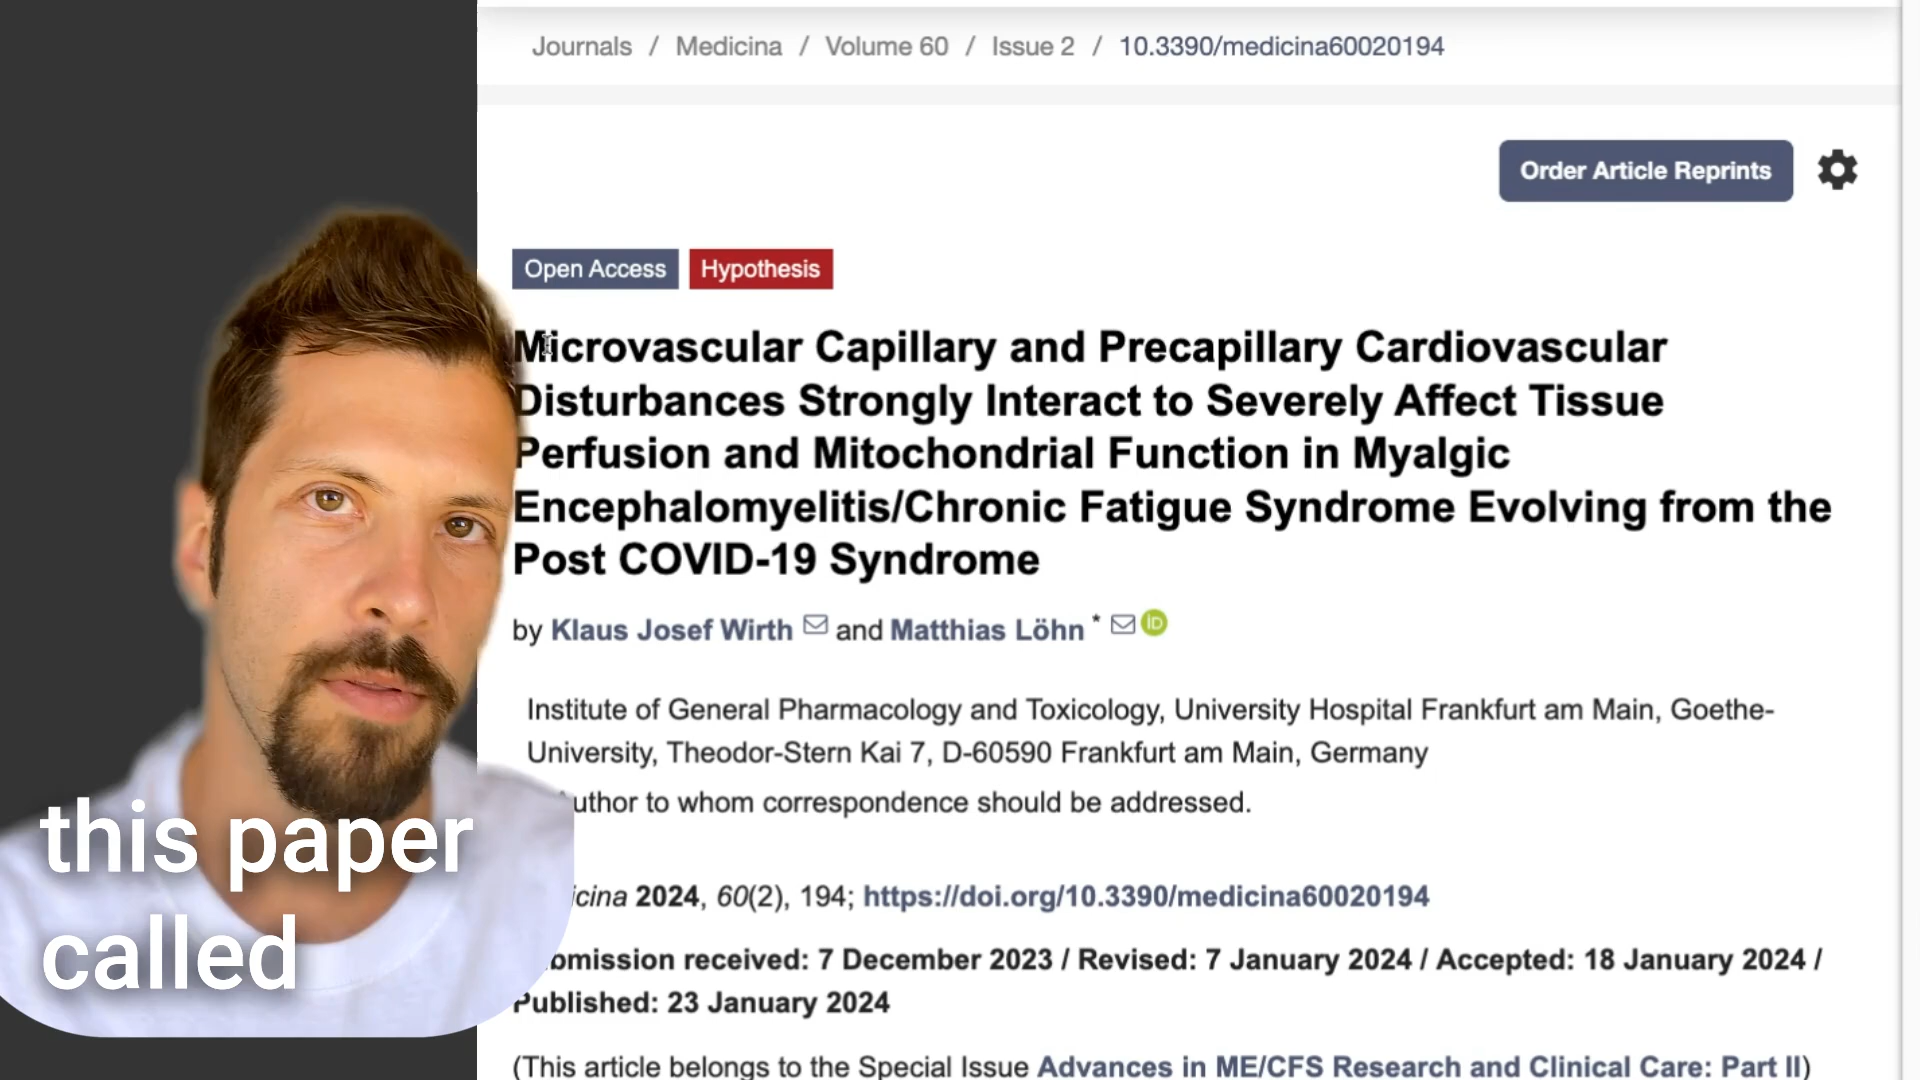 Journals / Medicina / Volume 60 / Issue 2 / 10.3390/medicina60020194
Order Article Reprints
Open Access Hypothesis
Microvascular Capillary and Precapillary Cardiovascular
Disturbances Strongly Interact to Severely Affect Tissue
Perfusion and Mitochondrial Function in Myalgic
Encephalomyelitis/Chronic Fatigue Syndrome Evolving from the
Post COVID-19 Syndrome
by Klaus Josef Wirth and Matthias Löhn * iD
Institute of General Pharmacology and Toxicology, University Hospital Frankfurt am Main, Goethe-
University, Theodor-Stern Kai 7, D-60590 Frankfurt am Main, Germany
uthor to whom correspondence should be addressed.
icina 2024, 60(2), 194; https://doi.org/10.3390/medicina60020194
bmission received: 7 December 2023 / Revised: 7 January 2024 / Accepted: 18 January 2024 /
Published: 23 January 2024
(This article belongs to the Special Issue Advances in ME/CFS Research and Clinical Care: Part II)
this paper
called